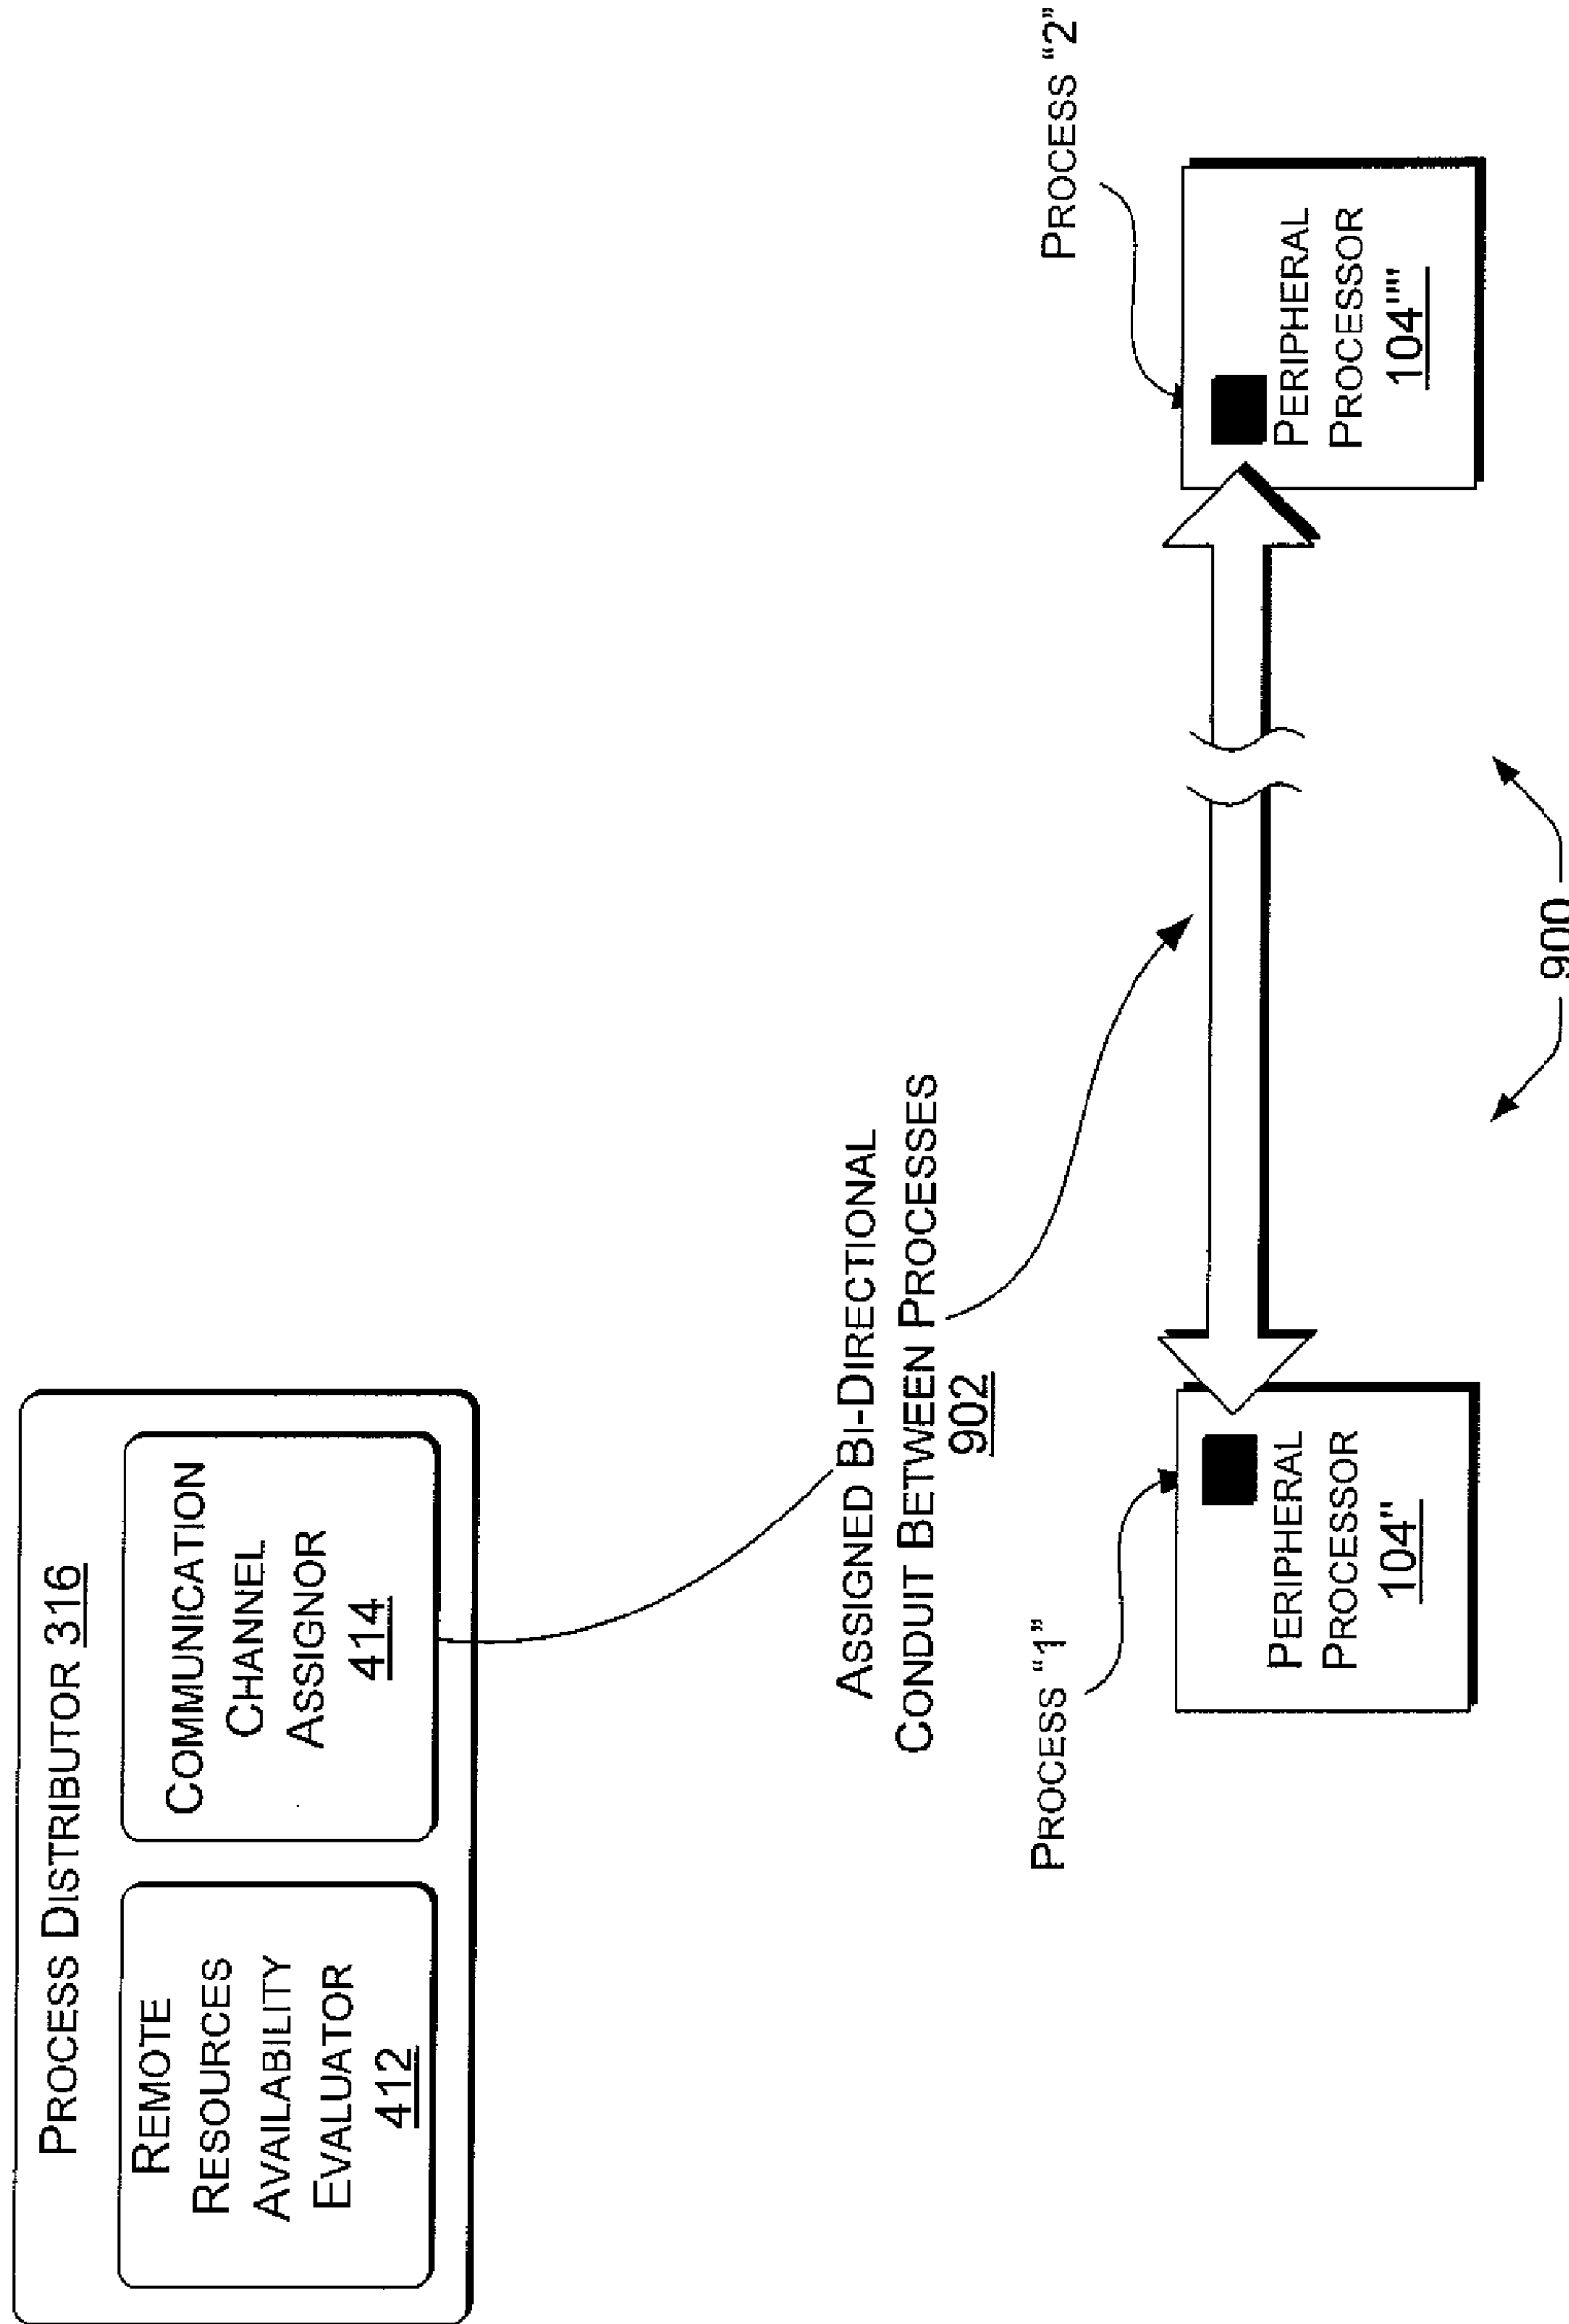 PROCESS DISTRIBUTOR 316
REMOTE
RESOURCES
AVAILABILITY
EVALUATOR
412
COMMUNICATION
CHANNEL
ASSIGNOR
414
ASSIGNED BI-DIRECTIONAL
CONDUIT BETWEEN PROCESSES
902
PROCESS “1”
PERIPHERAL
PROCESSOR
104"
PROCESS “2”
PERIPHERAL
PROCESSOR
104""
900